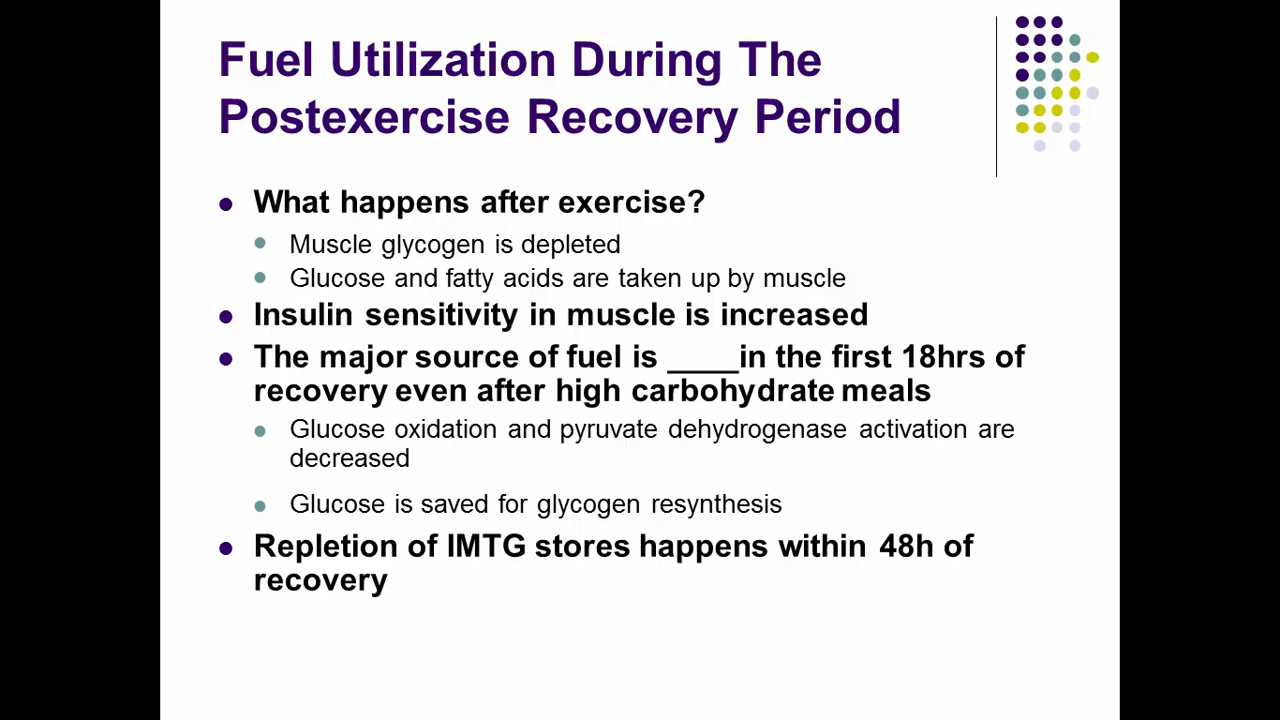 Fuel Utilization During The
Postexercise Recovery Period
What happens after exercise?
Muscle glycogen is depleted
Glucose and fatty acids are taken up by muscle
Insulin sensitivity in muscle is increased
The major source of fuel is ____in the first 18hrs of
recovery even after high carbohydrate meals
Glucose oxidation and pyruvate dehydrogenase activation are
decreased
Glucose is saved for glycogen resynthesis
Repletion of IMTG stores happens within 48h of
recovery